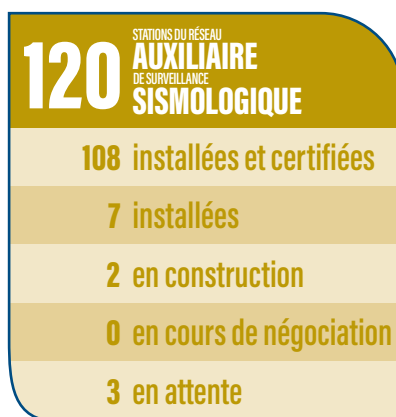 120
STATIONS DU RÉSEAU
AUXILIAIRE
DE SURVEILLANCE
SISMOLOGIQUE
108 installées et certifiées
7 installées
2 en construction
0 en cours de négociation
3 en attente